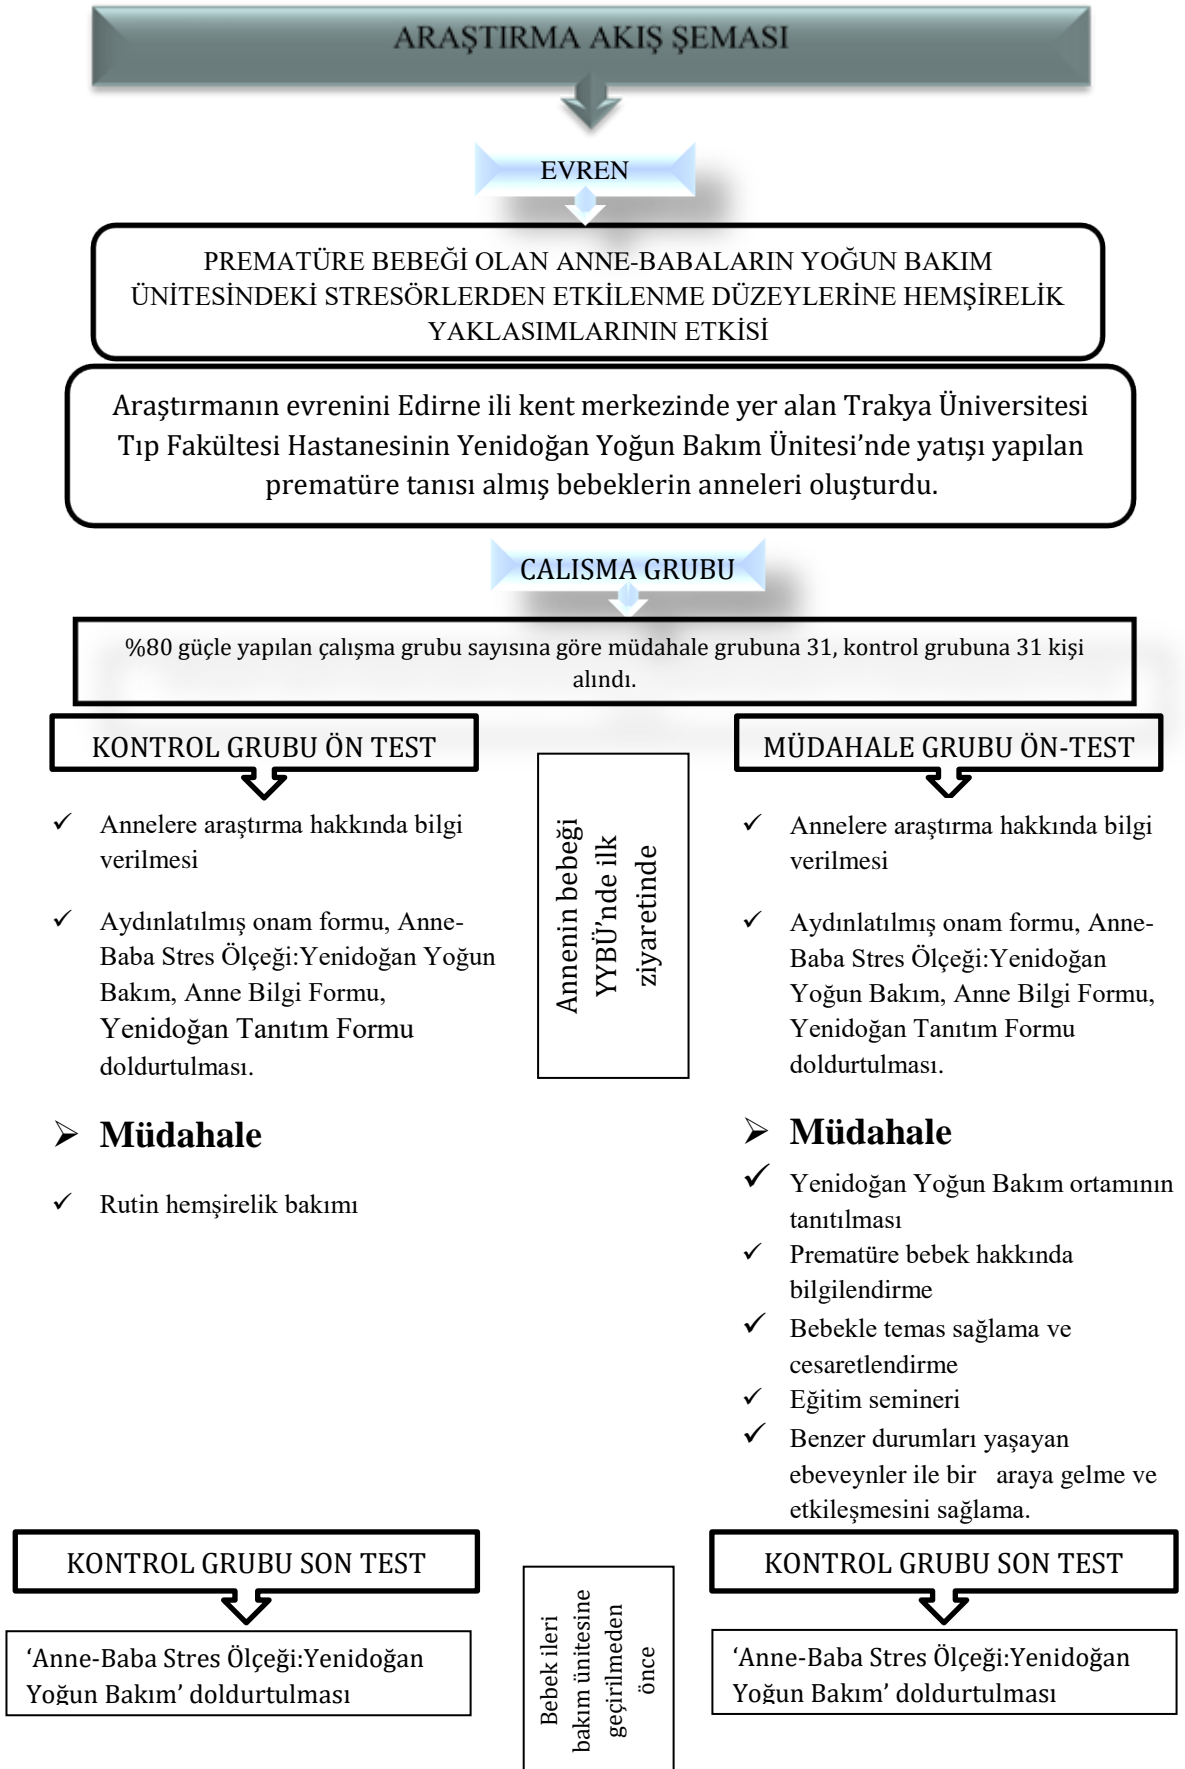 ARAŞTIRMA AKIŞ ŞEMASI
EVREN
PREMATÜRE BEBEĞİ OLAN ANNE-BABALARIN YOĞUN BAKIM
ÜNİTESİNDEKİ STRESÖRLERDEN ETKİLENME DÜZEYLERİNE HEMŞİRELİK
YAKLASIMLARININ ETKİSİ
Araştırmanın evrenini Edirne ili kent merkezinde yer alan Trakya Üniversitesi
Tıp Fakültesi Hastanesinin Yenidoğan Yoğun Bakım Ünitesi’nde yatışı yapılan
prematüre tanısı almış bebeklerin anneleri oluşturdu.
CALISMA GRUBU
%80 güçle yapılan çalışma grubu sayısına göre müdahale grubuna 31, kontrol grubuna 31 kişi
alındı.
KONTROL GRUBU ÖN TEST
✓ Annelere araştırma hakkında bilgi
verilmesi
✓ Aydınlatılmış onam formu, Anne-
Baba Stres Ölçeği:Yenidoğan Yoğun
Bakım, Anne Bilgi Formu,
Yenidoğan Tanıtım Formu
doldurtulması.
➢ Müdahale
✓ Rutin hemşirelik bakımı
Annenin bebeği
YYBÜ’nde ilk
ziyaretinde
MÜDAHALE GRUBU ÖN-TEST
✓ Annelere araştırma hakkında bilgi
verilmesi
✓ Aydınlatılmış onam formu, Anne-
Baba Stres Ölçeği:Yenidoğan
Yoğun Bakım, Anne Bilgi Formu,
Yenidoğan Tanıtım Formu
doldurtulması.
➢ Müdahale
✓ Yenidoğan Yoğun Bakım ortamının
tanıtılması
✓ Prematüre bebek hakkında
bilgilendirme
✓ Bebekle temas sağlama ve
cesaretlendirme
✓ Eğitim semineri
✓ Benzer durumları yaşayan
ebeveynler ile bir araya gelme ve
etkileşmesini sağlama.
KONTROL GRUBU SON TEST
‘Anne-Baba Stres Ölçeği:Yenidoğan
Yoğun Bakım’ doldurtulması
Bebek ileri
bakım ünitesine
geçirilmeden
önce
KONTROL GRUBU SON TEST
‘Anne-Baba Stres Ölçeği:Yenidoğan
Yoğun Bakım’ doldurtulması